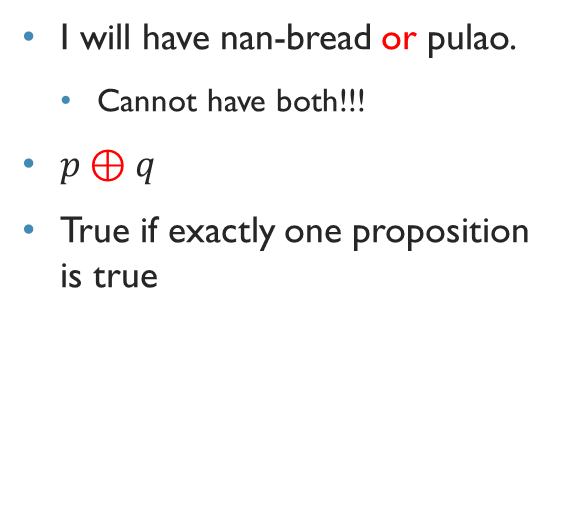 • I will have nan-bread or pulao.
• Cannot have both!!!
• p ⊕ q
• True if exactly one proposition
is true